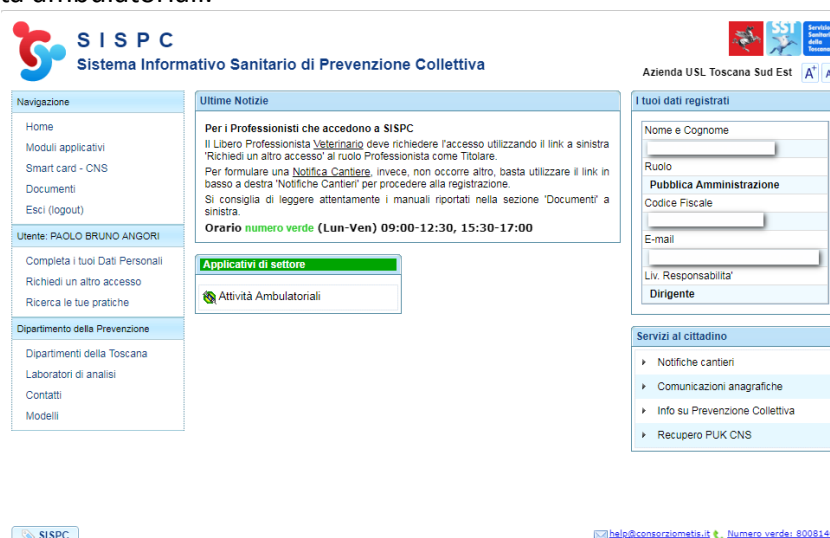 S I S P C
Sistema Informativo Sanitario di Prevenzione Collettiva
SST
Servizio
Sanitario
della
Toscana
Azienda USL Toscana Sud Est
A+
Navigazione
Home
Moduli applicativi
Smart card - CNS
Documenti
Esci (logout)
Utente: PAOLO BRUNO ANGORI
Completa i tuoi Dati Personali
Richiedi un altro accesso
Ricerca le tue pratiche
Dipartimento della Prevenzione
Dipartimenti della Toscana
Laboratori di analisi
Contatti
Modelli
Ultime Notizie
Per i Professionisti che accedono a SISPC
Il Libero Professionista Veterinario deve richiedere l'accesso utilizzando il link a sinistra
'Richiedi un altro accesso' al ruolo Professionista come Titolare.
Per formulare una Notifica Cantiere, invece, non occorre altro, basta utilizzare il link in
basso a destra 'Notifiche Cantieri' per procedere alla registrazione.
Si consiglia di leggere attentamente i manuali riportati nella sezione 'Documenti' a
sinistra.
Orario numero verde (Lun-Ven) 09:00-12:30, 15:30-17:00
Applicativi di settore
Attività Ambulatoriali
I tuoi dati registrati
Nome e Cognome
Ruolo
Pubblica Amministrazione
Codice Fiscale
E-mail
Liv. Responsabilita'
Dirigente
Servizi al cittadino
Notifiche cantieri
Comunicazioni anagrafiche
Info su Prevenzione Collettiva
Recupero PUK CNS
SISPC
help@consorziometis.it Numero verde: 8008140